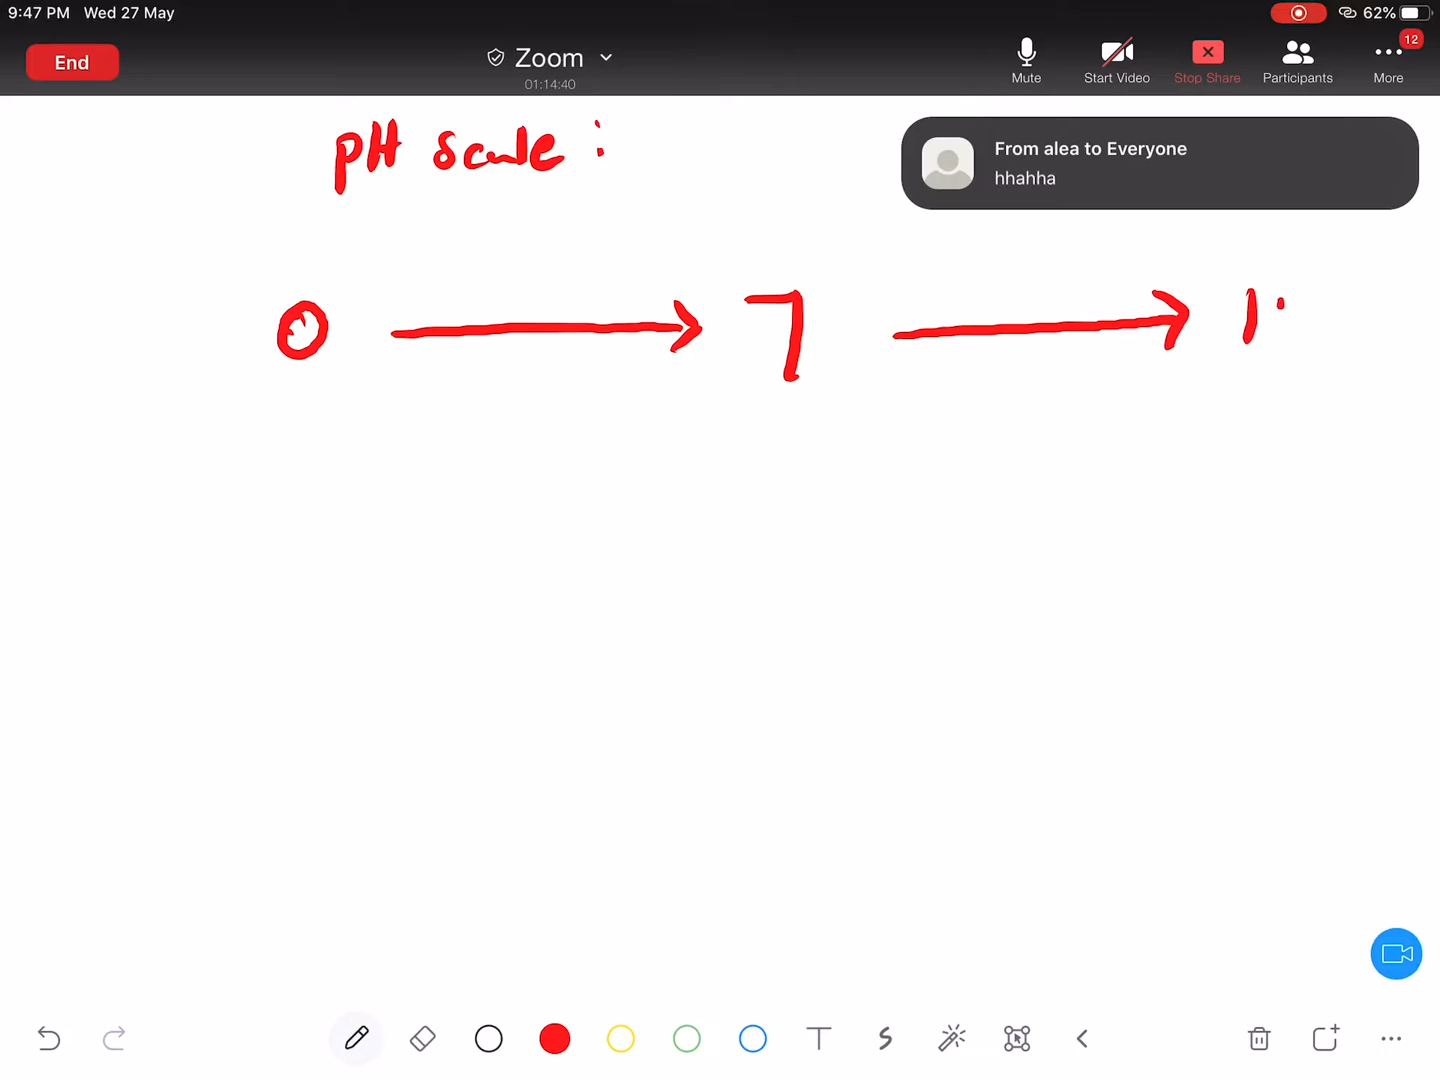 9:47 PM Wed 27 May 62%
End Zoom 12
01:14:40 Mute Start Video Stop Share Participants More
pH scale :
From alea to Everyone
hhahha
0 → 7 → 1
T